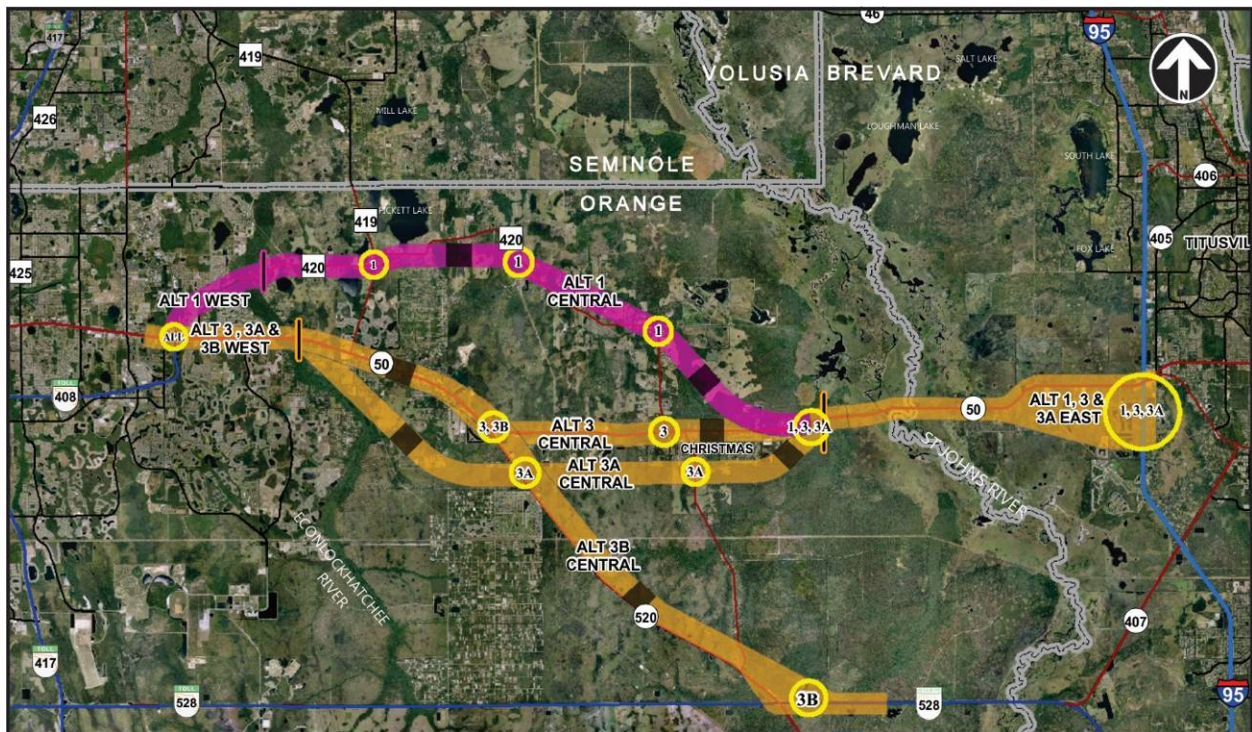 46
95
TOLL
417
419
VOLUSIA BREVARD
SALT LAKE
N
426
MILL LAKE
LOUGHMAN LAKE
SOUTH LAKE
SEMINOLE
ORANGE
406
PICKETT LAKE
419
420
405
TITUSVIL
FOX LAKE
425
420
1
1
ALT 1 WEST
ALT 1
CENTRAL
1
ALL
ALT 3 , 3A &
3B WEST
50
TOLL
408
3, 3B
ALT 3
CENTRAL
3
CHRISTMAS
1, 3, 3A
50
ALT 1, 3 &
3A EAST
1, 3, 3A
3A
ALT 3A
CENTRAL
3A
ST JOHNS RIVER
ECONLOCKHATCHEE
RIVER
ALT 3B
CENTRAL
520
407
TOLL
417
TOLL
528
3B
528
95